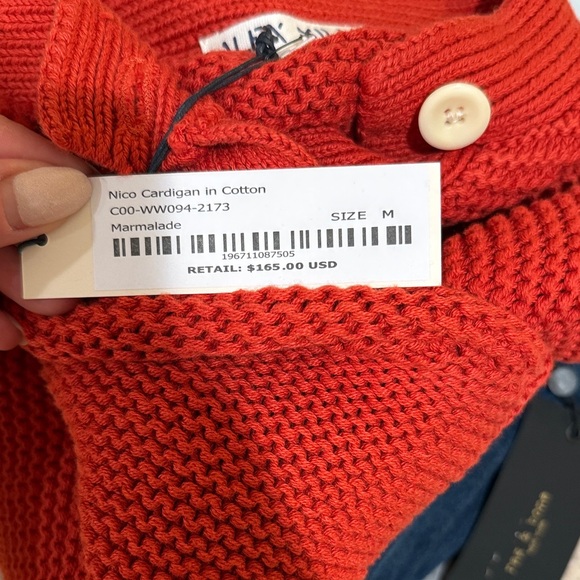 Nico Cardigan in Cotton
C00-WW094-2173
Marmalade
SIZE M
196711087505
RETAIL: $165.00 USD